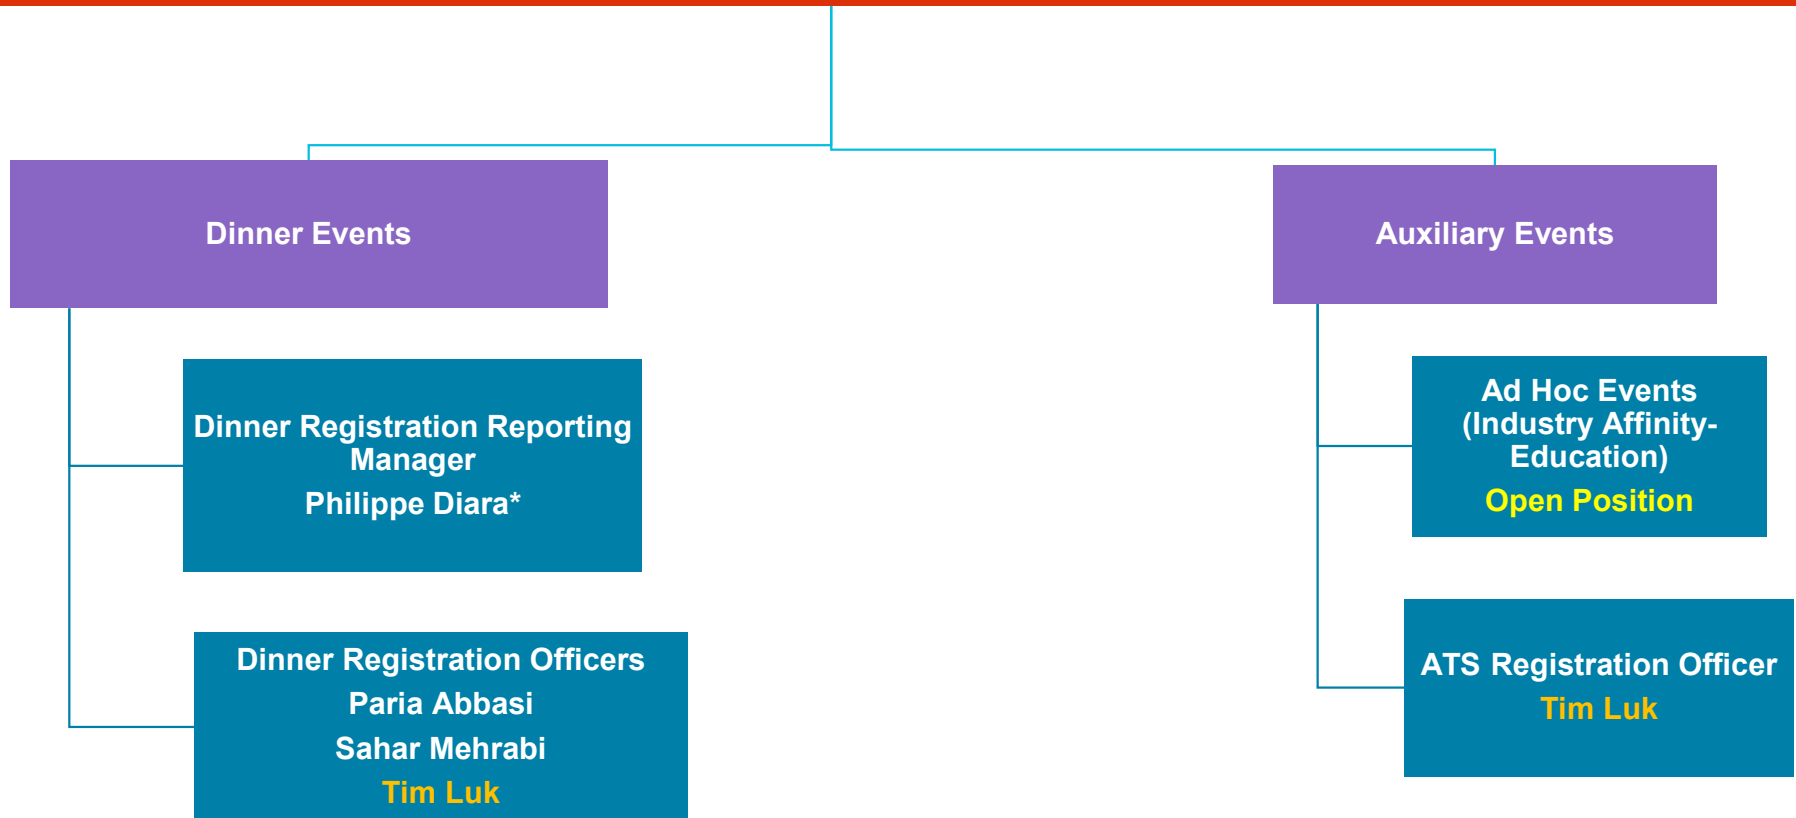 Dinner Events
Auxiliary Events
Dinner Registration Reporting
Manager
Philippe Diara*
Ad Hoc Events
(Industry Affinity-
Education)
Open Position
Dinner Registration Officers
Paria Abbasi
Sahar Mehrabi
Tim Luk
ATS Registration Officer
Tim Luk